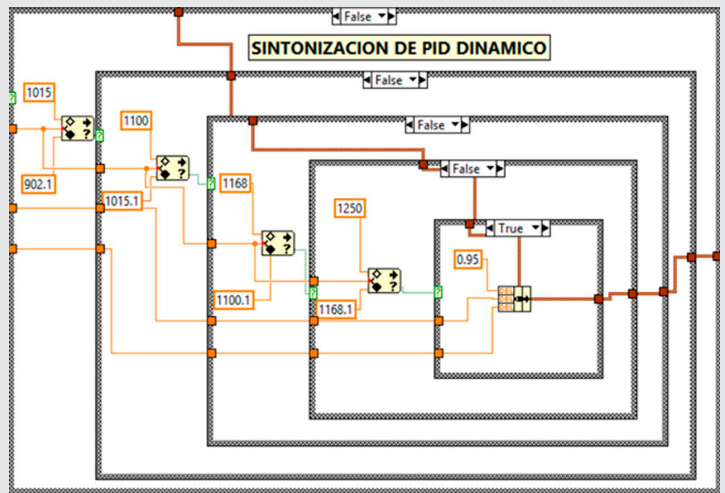 False
SINTONIZACION DE PID DINAMICO
False
1015
1100
False
902.1
1015.1
1168
False
1250
True
0.95
1100.1
1168.1